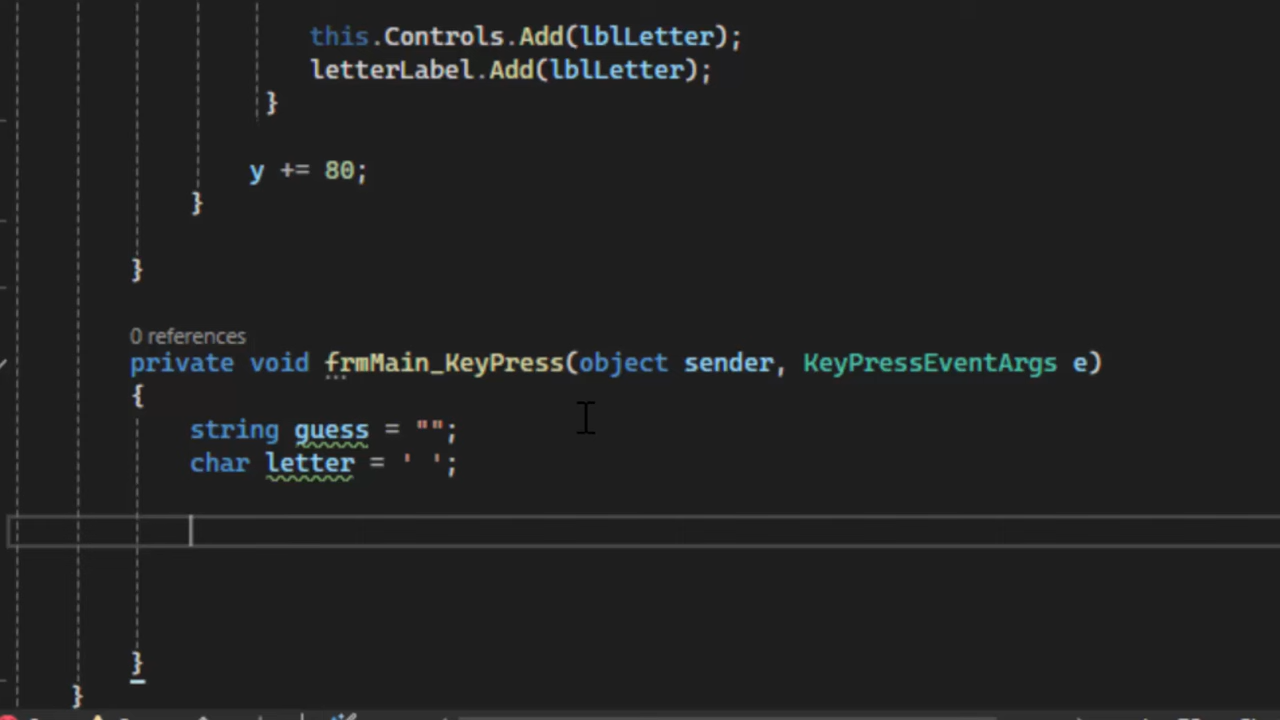 this.Controls.Add(lblLetter);
letterLabel.Add(lblLetter);
}
y += 80;
}
}
0 references
private void frmMain_KeyPress(object sender, KeyPressEventArgs e)
{
string guess = "";
char letter = ' ';
}
}